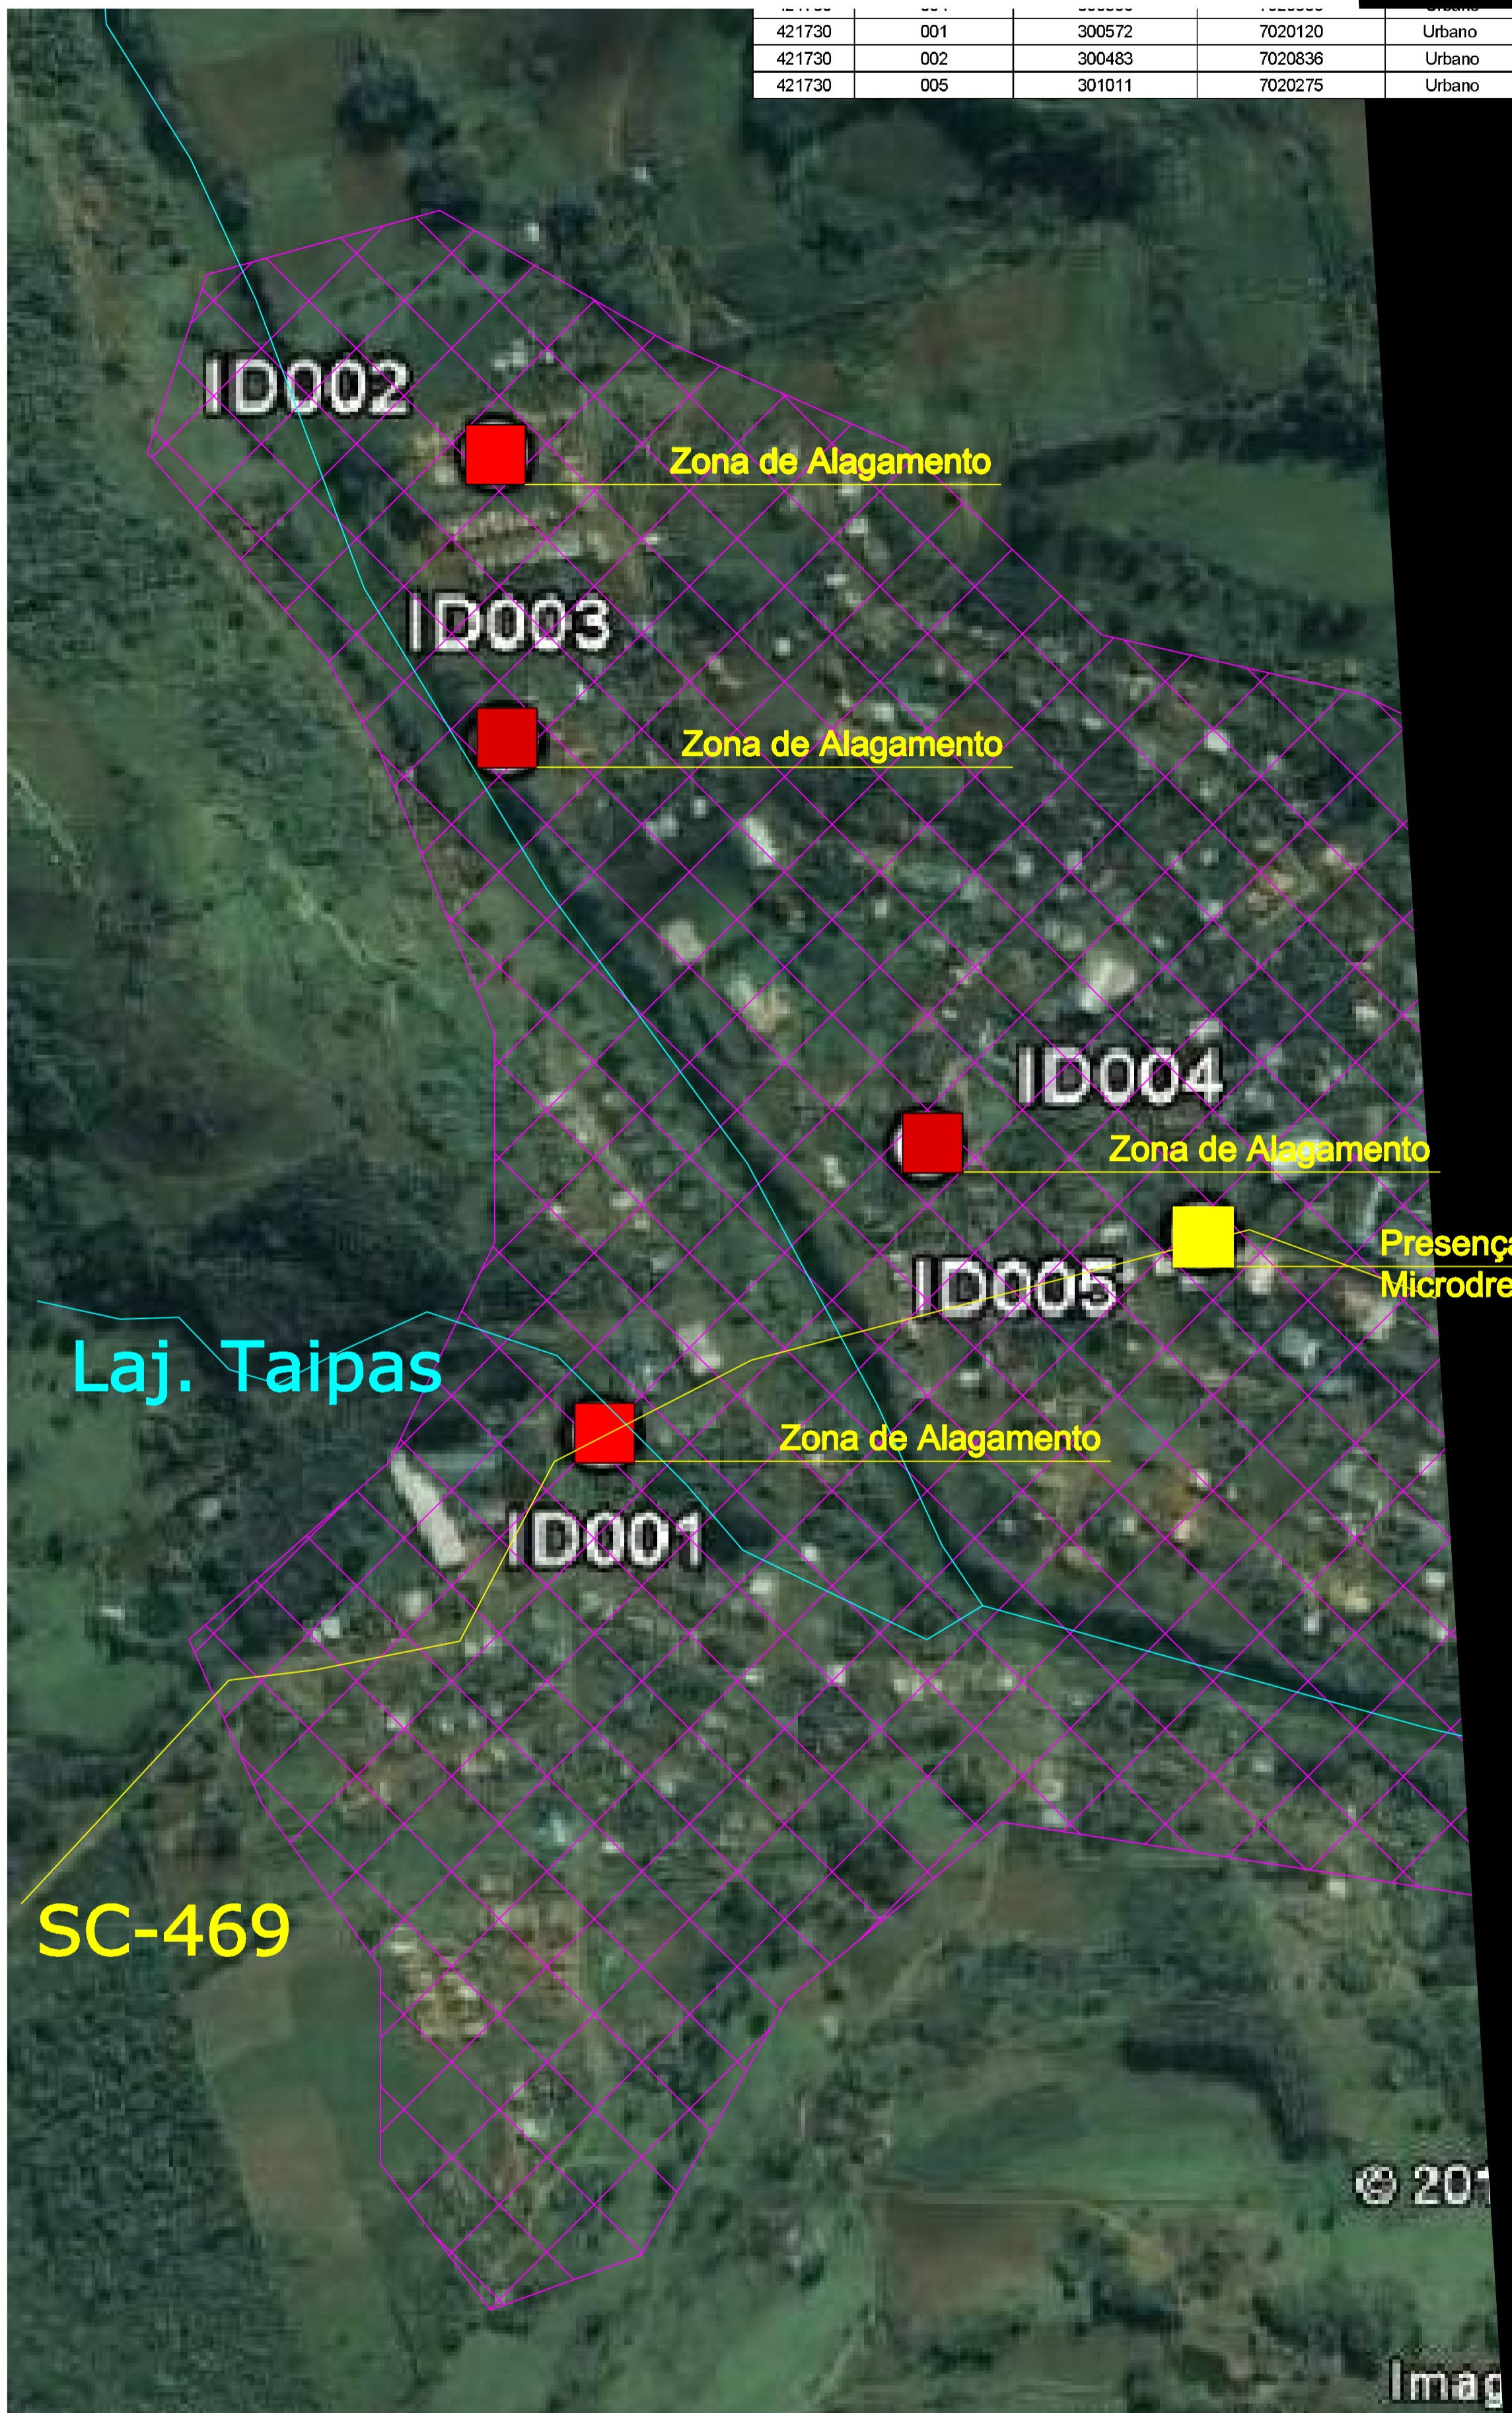 421730 001 300572 7020120 Urbano
421730 002 300483 7020836 Urbano
421730 005 301011 7020275 Urbano
ID002
Zona de Alagamento
ID003
Zona de Alagamento
ID004
Zona de Alagamento
Presença
Microdre
ID005
Laj. Taipas
Zona de Alagamento
ID001
SC-469
© 201
Imag